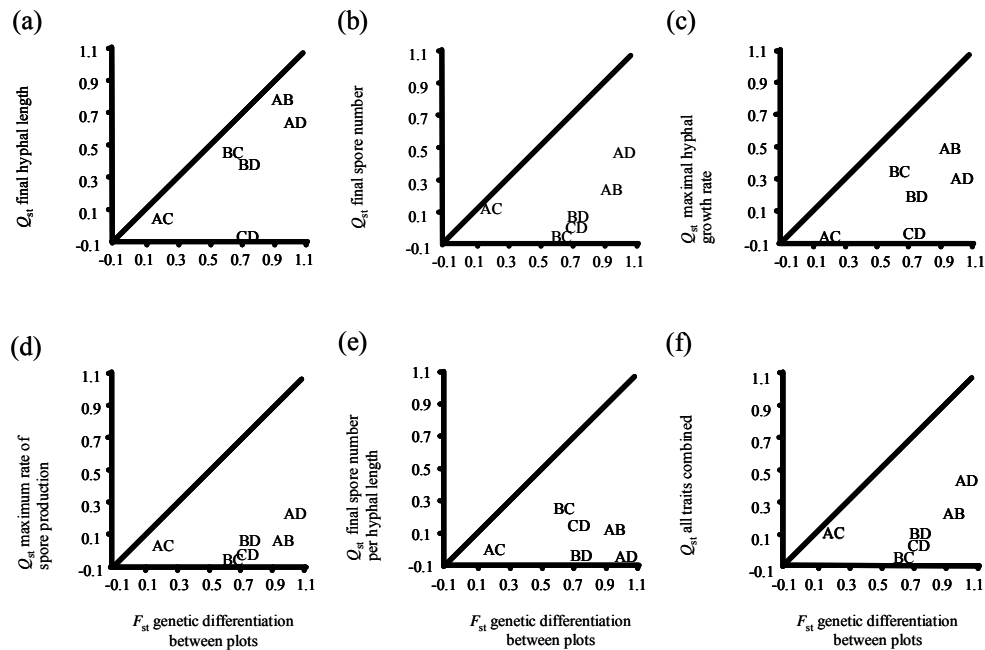 (a)
1.1
0.9
0.7
0.5
0.3
0.1
-0.1
Qst final hyphal length
AB
AD
BC
BD
AC
CD
-0.1 0.1 0.3 0.5 0.7 0.9 1.1
(b)
1.1
0.9
0.7
0.5
0.3
0.1
-0.1
Qst final spore number
AD
AB
AC
BD
CD
BC
-0.1 0.1 0.3 0.5 0.7 0.9 1.1
(c)
1.1
0.9
0.7
0.5
0.3
0.1
-0.1
Qst maximal hyphal
growth rate
AB
BC
AD
BD
CD
AC
-0.1 0.1 0.3 0.5 0.7 0.9 1.1
(d)
1.1
0.9
0.7
0.5
0.3
0.1
-0.1
Qst maximum rate of
spore production
AD
BD AB
AC
CD
BC
-0.1 0.1 0.3 0.5 0.7 0.9 1.1
Fst genetic differentiation
between plots
(e)
1.1
0.9
0.7
0.5
0.3
0.1
-0.1
Qst final spore number
per hyphal length
BC
CD
AB
AC
BD
AD
-0.1 0.1 0.3 0.5 0.7 0.9 1.1
Fst genetic differentiation
between plots
(f)
1.1
0.9
0.7
0.5
0.3
0.1
-0.1
Qst all traits combined
AD
AB
AC
BD
CD
BC
-0.1 0.1 0.3 0.5 0.7 0.9 1.1
Fst genetic differentiation
between plots